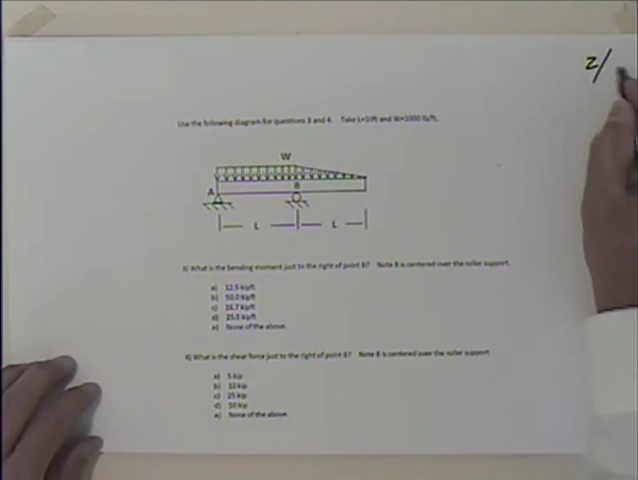 2/
Use the following diagram for questions 3 and 4. Take L=10ft and W=1000 lb/ft.
W
A
B
L
L
3) What is the bending moment just to the right of point B? Note B is centered over the roller support.
a) 12.5 kip/ft
b) 50.0 kip/ft
c) 16.7 kip/ft
d) 25.0 kip/ft
e) None of the above.
4) What is the shear force just to the right of point B? Note B is centered over the roller support
a) 5 kip
b) 10 kip
c) 25 kip
d) 50 kip
e) None of the above.